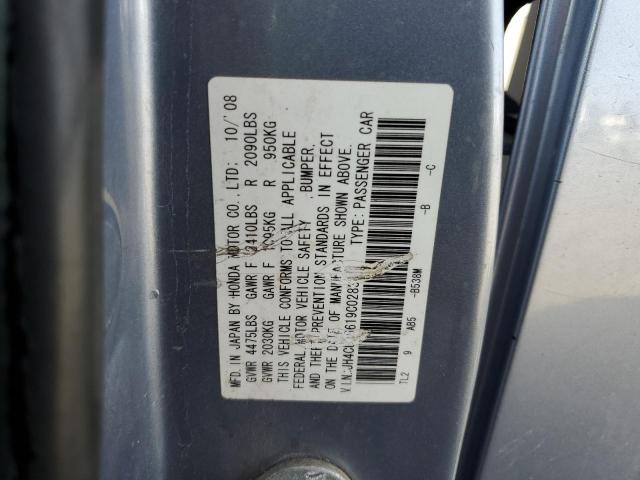 MFD. IN JAPAN BY HONDA MOTOR CO., LTD: 10/'08
GVWR 4475LBS GAWR F 2410LBS R 2090LBS
GVWR 2030KG GAWR F 1095KG R 950KG
THIS VEHICLE CONFORMS TO ALL APPLICABLE
FEDERAL MOTOR VEHICLE SAFETY , BUMPER,
AND THEFT PREVENTION STANDARDS IN EFFECT
ON THE DATE OF MANUFACTURE SHOWN ABOVE.
V.I.N: TYPE: PASSENGER CAR
TL2 9 A85 -B538M -B -C